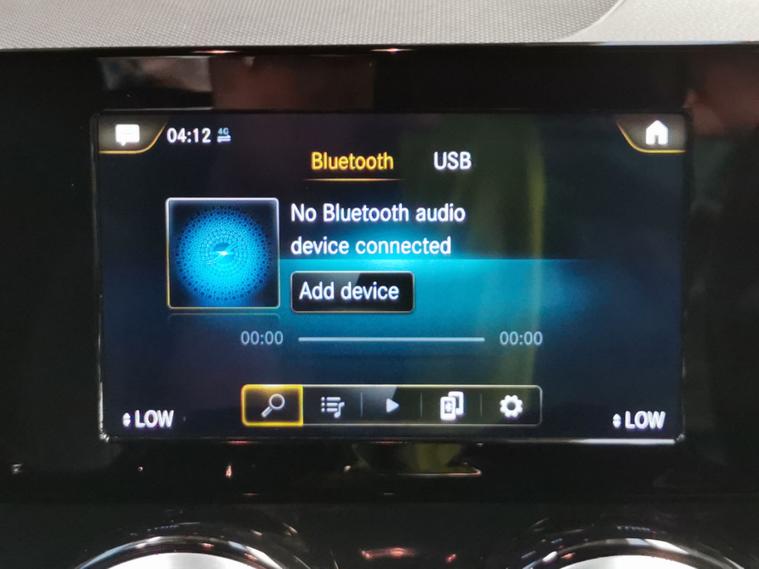 04:12 4G
Bluetooth USB
No Bluetooth audio
device connected
Add device
00:00 00:00
LOW LOW